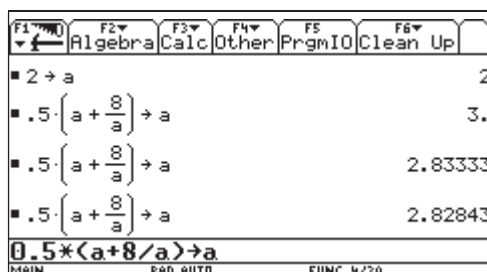 F1 F2 Algebra F3 Calc F4 Other F5 PrgmIO F6 Clean Up
▪ 2 → a 2
▪ .5·(a + 8/a) → a 3.
▪ .5·(a + 8/a) → a 2.83333
▪ .5·(a + 8/a) → a 2.82843
0.5*(a+8/a)→a
MAIN RAD AUTO FUNC 4/30